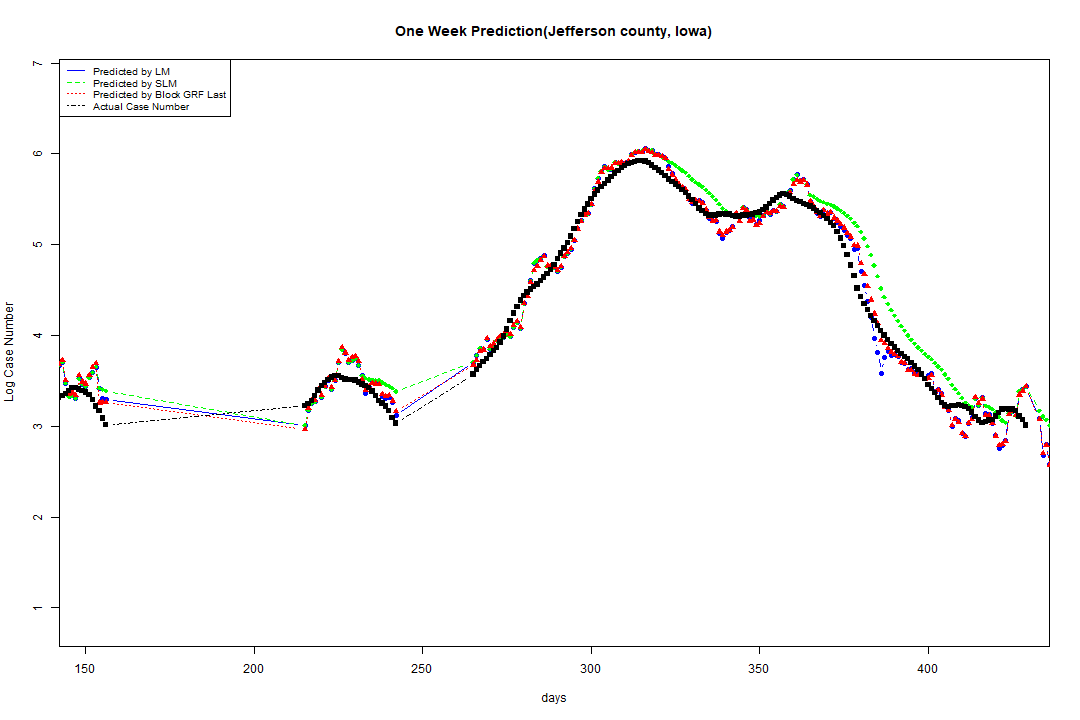 One Week Prediction(Jefferson county, Iowa)
Predicted by LM
Predicted by SLM
Predicted by Block GRF Last
Actual Case Number
Log Case Number
7
6
5
4
3
2
1
150 200 250 300 350 400
days